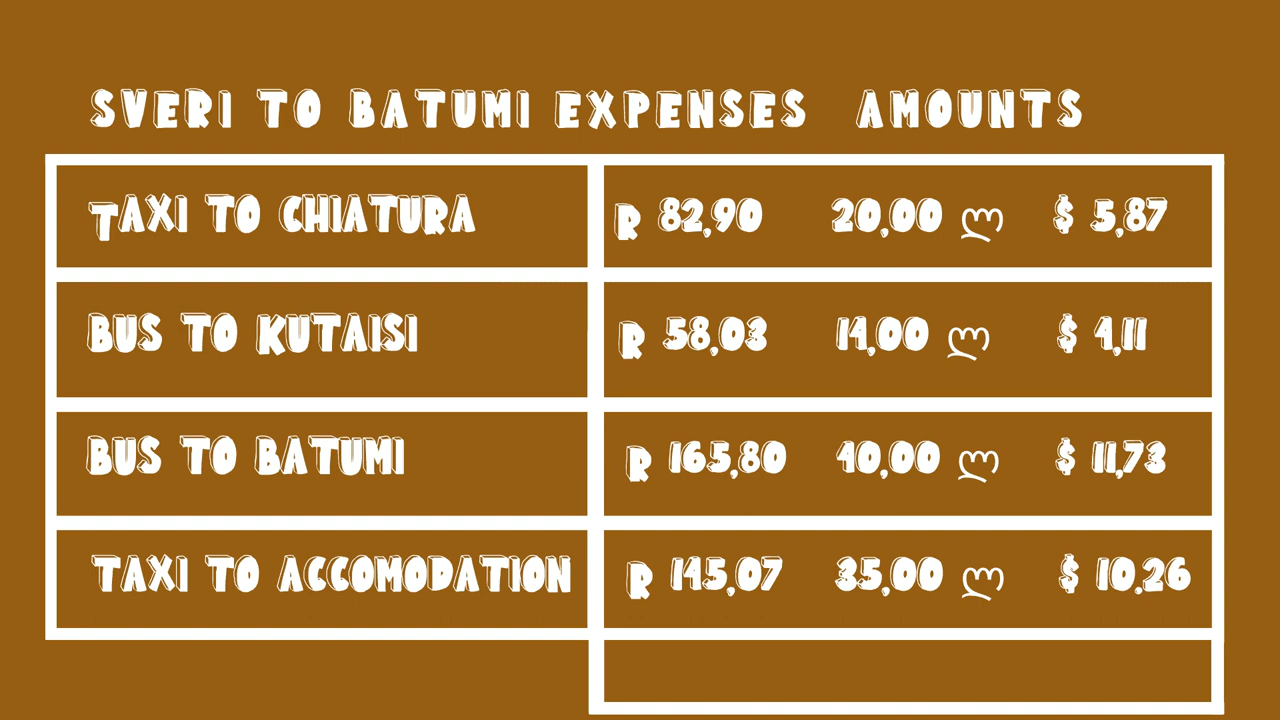 SVERI TO BATUMI EXPENSES AMOUNTS
TAXI TO CHIATURA R 82,90 20,00 ლ $ 5,87
BUS TO KUTAISI R 58,03 14,00 ლ $ 4,11
BUS TO BATUMI R 165,80 40,00 ლ $ 11,73
TAXI TO ACCOMODATION R 145,07 35,00 ლ $ 10.26